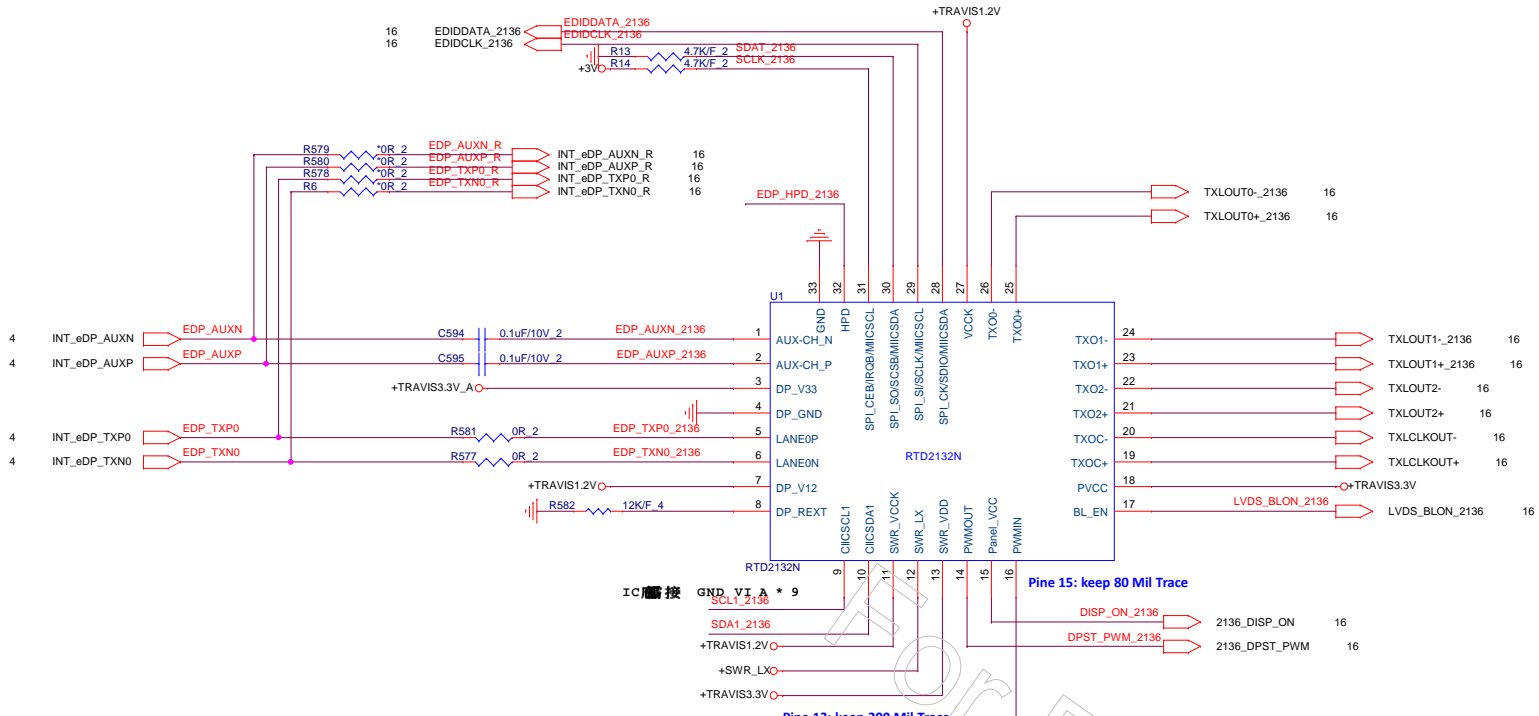 +TRAVIS1.2V
16 EDIDDATA_2136 EDIDDATA_2136
16 EDIDCLK_2136 EDIDCLK_2136
R13 4.7K/F_2 SDAT_2136
+3V R14 4.7K/F_2 SCLK_2136
R579 *0R_2 EDP_AUXN_R INT_eDP_AUXN_R 16
R580 *0R_2 EDP_AUXP_R INT_eDP_AUXP_R 16
R578 *0R_2 EDP_TXP0_R INT_eDP_TXP0_R 16
R6 *0R_2 EDP_TXN0_R INT_eDP_TXN0_R 16
EDP_HPD_2136
TXLOUT0-_2136 16
TXLOUT0+_2136 16
33 32 31 30 29 28 27 26 25
U1
GND
HPD
SPI_CEB/IRQB/MIICSCL
SPI_SO/SCSB/MIICSDA
SPI_SI/SCLK/MIICSCL
SPI_CK/SDIO/MIICSDA
VCCK
TXO0-
TXO0+
4 INT_eDP_AUXN EDP_AUXN C594 0.1uF/10V_2 EDP_AUXN_2136 1 AUX-CH_N
4 INT_eDP_AUXP EDP_AUXP C595 0.1uF/10V_2 EDP_AUXP_2136 2 AUX-CH_P
+TRAVIS3.3V_A 3 DP_V33
4 DP_GND
4 INT_eDP_TXP0 EDP_TXP0 R581 0R_2 EDP_TXP0_2136 5 LANE0P
4 INT_eDP_TXN0 EDP_TXN0 R577 0R_2 EDP_TXN0_2136 6 LANE0N
+TRAVIS1.2V 7 DP_V12
R582 12K/F_4 8 DP_REXT
RTD2132N
TXO1- 24 TXLOUT1-_2136 16
TXO1+ 23 TXLOUT1+_2136 16
TXO2- 22 TXLOUT2- 16
TXO2+ 21 TXLOUT2+ 16
TXOC- 20 TXLCLKOUT- 16
TXOC+ 19 TXLCLKOUT+ 16
PVCC 18 +TRAVIS3.3V
BL_EN 17 LVDS_BLON_2136 LVDS_BLON_2136 16
CIICSCL1
CIICSDA1
SWR_VCCK
SWR_LX
SWR_VDD
PWMOUT
Panel_VCC
PWMIN
RTD2132N
9 10 11 12 13 14 15 16
Pine 15: keep 80 Mil Trace
IC 接 GND VI A * 9
SCL1_2136
SDA1_2136
DISP_ON_2136 2136_DISP_ON 16
DPST_PWM_2136 2136_DPST_PWM 16
+TRAVIS1.2V
+SWR_LX
+TRAVIS3.3V
For